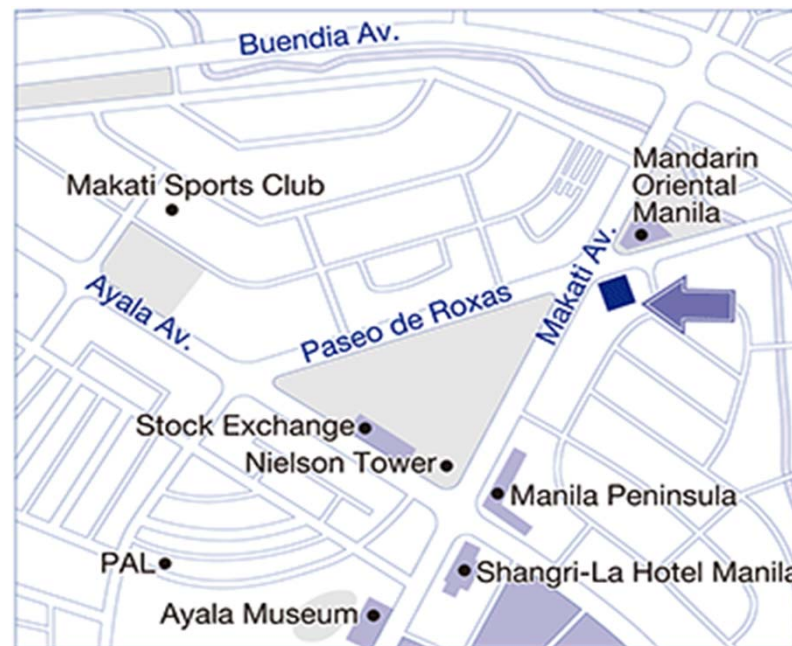 Buendia Av.
Mandarin
Oriental
Manila
Makati Sports Club
Makati Av.
Ayala Av.
Paseo de Roxas
Stock Exchange
Nielson Tower
Manila Peninsula
PAL
Shangri-La Hotel Manila
Ayala Museum